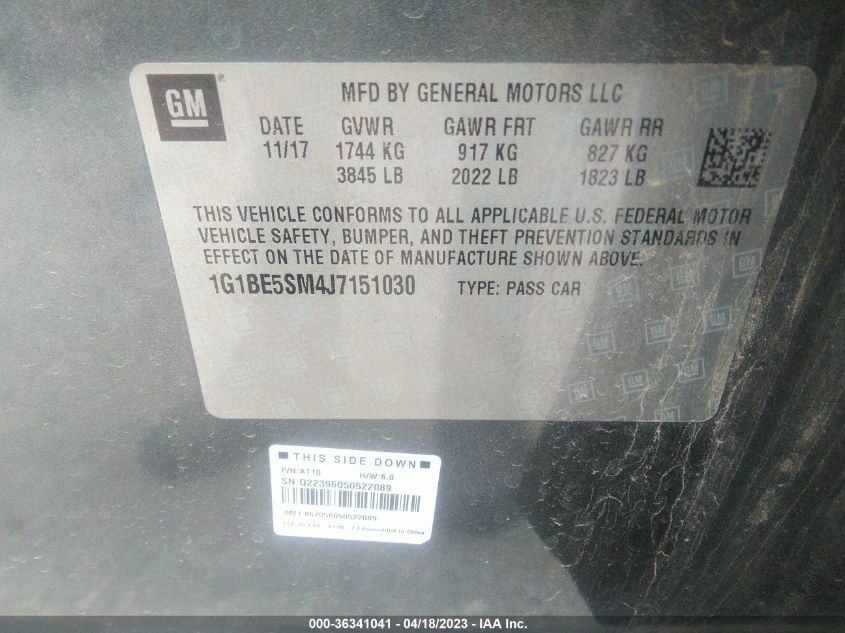 GM ®
MFD BY GENERAL MOTORS LLC
DATE GVWR GAWR FRT GAWR RR
11/17 1744 KG 917 KG 827 KG
3845 LB 2022 LB 1823 LB
THIS VEHICLE CONFORMS TO ALL APPLICABLE U.S. FEDERAL MOTOR
VEHICLE SAFETY, BUMPER, AND THEFT PREVENTION STANDARDS IN
EFFECT ON THE DATE OF MANUFACTURE SHOWN ABOVE.
1G1BE5SM4J7151030 TYPE: PASS CAR
THIS SIDE DOWN
P/N:AT10 H/W:6.0
SN:Q22396050522089
IMEI:867056050522089
Assembled in China
000-36341041 - 04/18/2023 - IAA Inc.